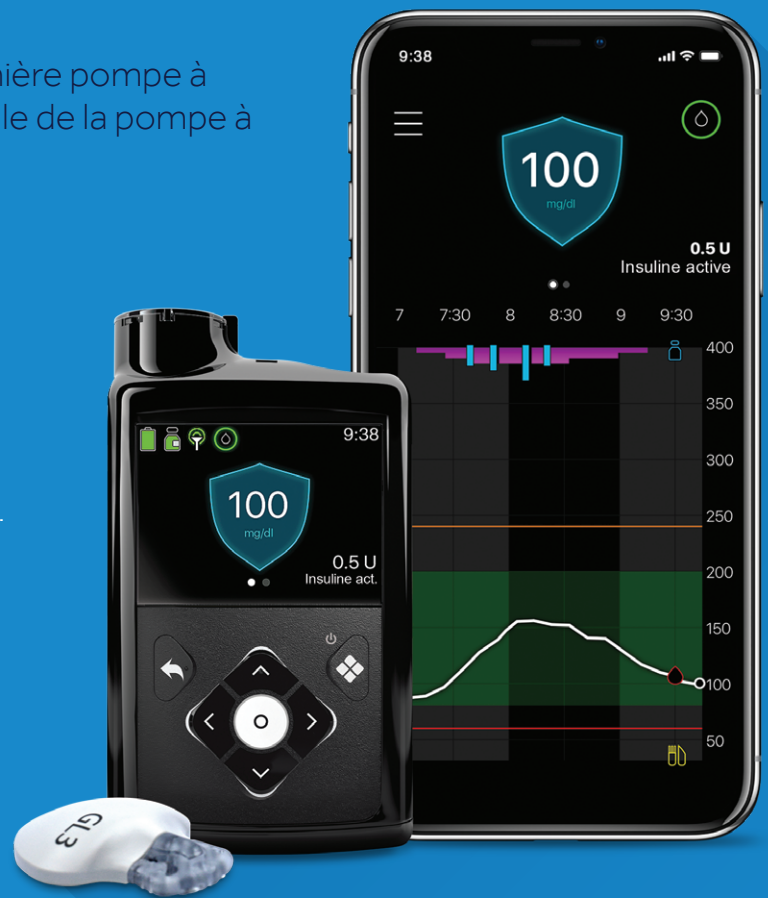 nière pompe à
le de la pompe à
9:38
100
mg/dl
0.5 U
Insuline active
7 7:30 8 8:30 9 9:30
400
350
300
250
200
150
100
50
9:38
100
mg/dl
0.5 U
Insuline act.
GL3